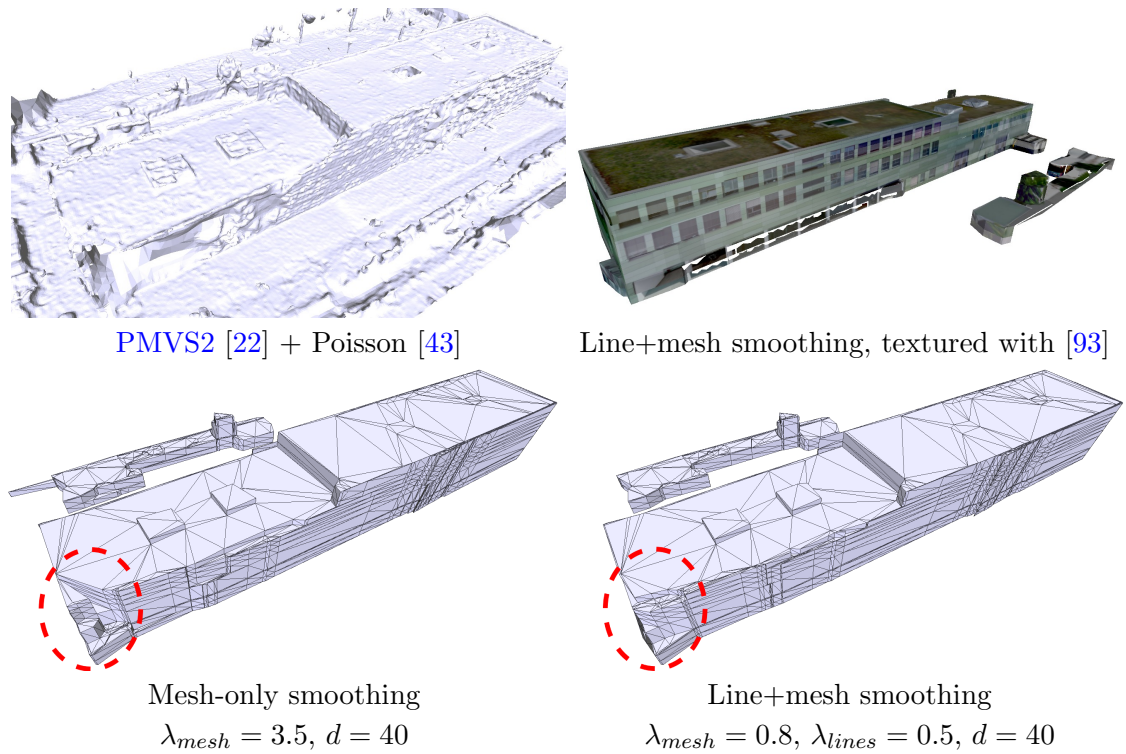 PMVS2 [22] + Poisson [43]
Line+mesh smoothing, textured with [93]
Mesh-only smoothing
λmesh = 3.5, d = 40
Line+mesh smoothing
λmesh = 0.8, λlines = 0.5, d = 40